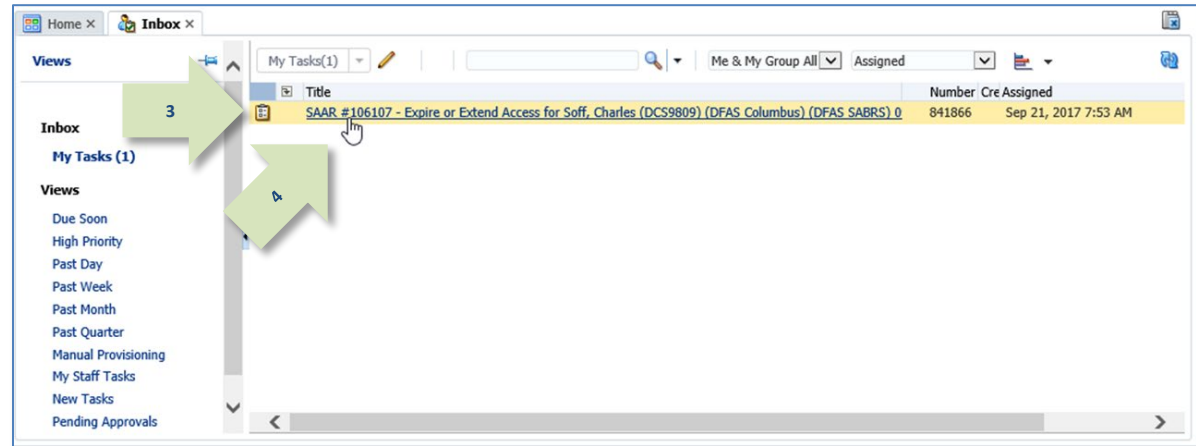 Home × Inbox ×
Views My Tasks(1) Me & My Group All Assigned
Title Number Cre Assigned
3 SAAR #106107 - Expire or Extend Access for Soff, Charles (DCS9809) (DFAS Columbus) (DFAS SABRS) 0 841866 Sep 21, 2017 7:53 AM
Inbox
My Tasks (1)
4
Views
Due Soon
High Priority
Past Day
Past Week
Past Month
Past Quarter
Manual Provisioning
My Staff Tasks
New Tasks
Pending Approvals